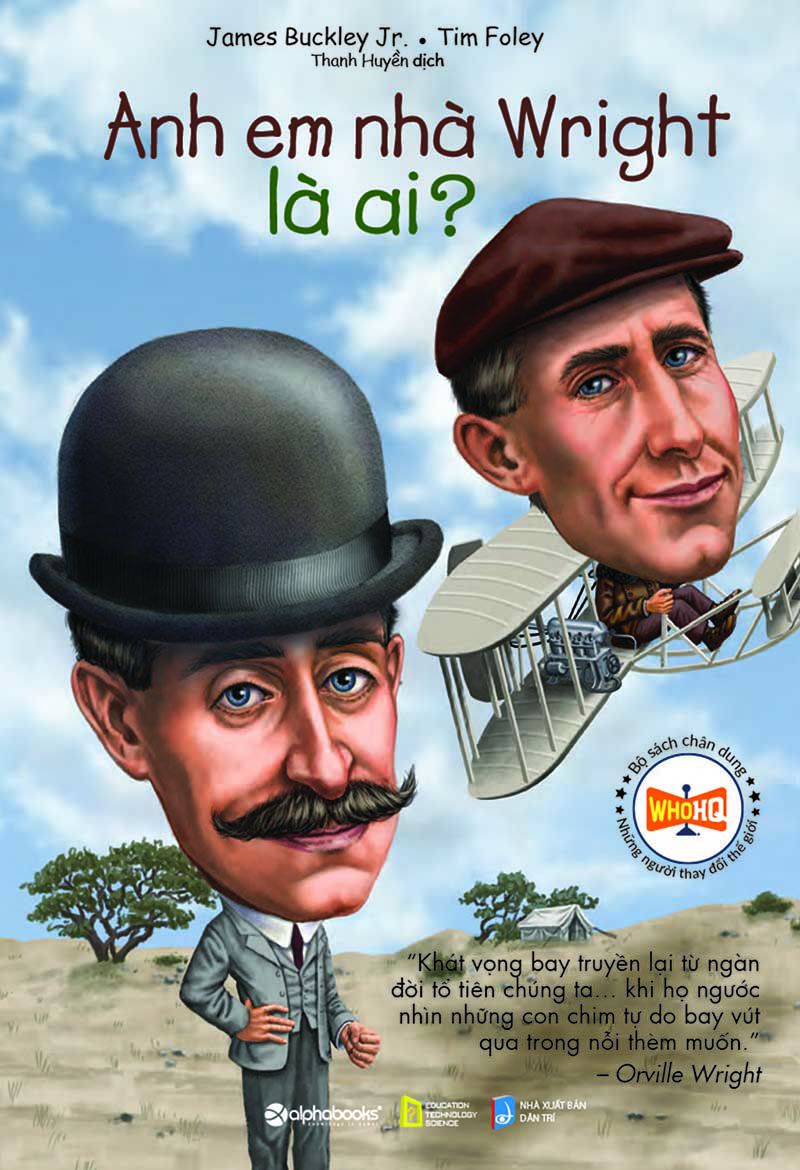 James Buckley Jr. • Tim Foley
Thanh Huyền dịch
Anh em nhà Wright
là ai?
Bộ sách chân dung
WHOHQ
Những người thay đổi thế giới
“Khát vọng bay truyền lại từ ngàn
đời tổ tiên chúng ta... khi họ ngước
nhìn những con chim tự do bay vút
qua trong nỗi thèm muốn.”
– Orville Wright
alphabooks
knowledge is power
EDUCATION
TECHNOLOGY
SCIENCE
NHÀ XUẤT BẢN
DÂN TRÍ